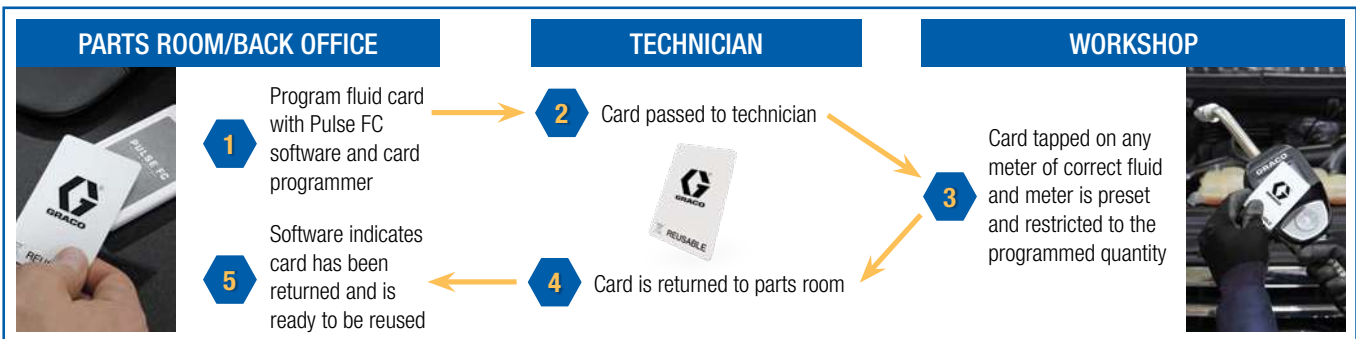 PARTS ROOM/BACK OFFICE
TECHNICIAN
WORKSHOP
PULSE FC
GRACO
1
Program fluid card
with Pulse FC
software and card
programmer
2
Card passed to technician
GRACO
REUSABLE
3
Card tapped on any
meter of correct fluid
and meter is preset
and restricted to the
programmed quantity
GRACO
4
Card is returned to parts room
5
Software indicates
card has been
returned and is
ready to be reused